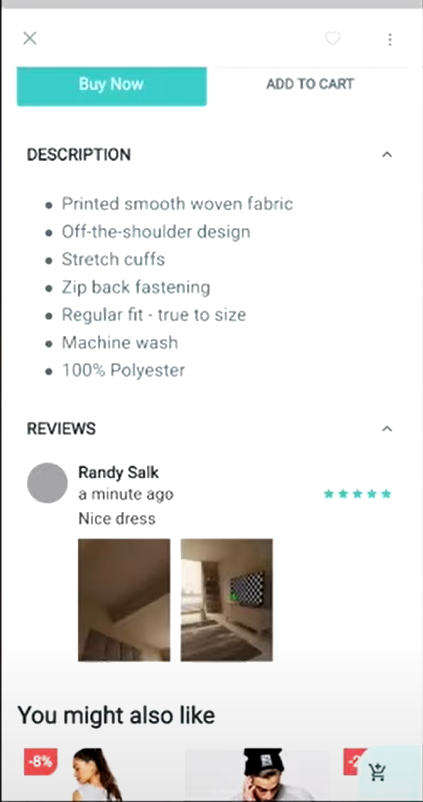 Buy Now
ADD TO CART
DESCRIPTION
Printed smooth woven fabric
Off-the-shoulder design
Stretch cuffs
Zip back fastening
Regular fit - true to size
Machine wash
100% Polyester
REVIEWS
Randy Salk
a minute ago
Nice dress
You might also like
-8%